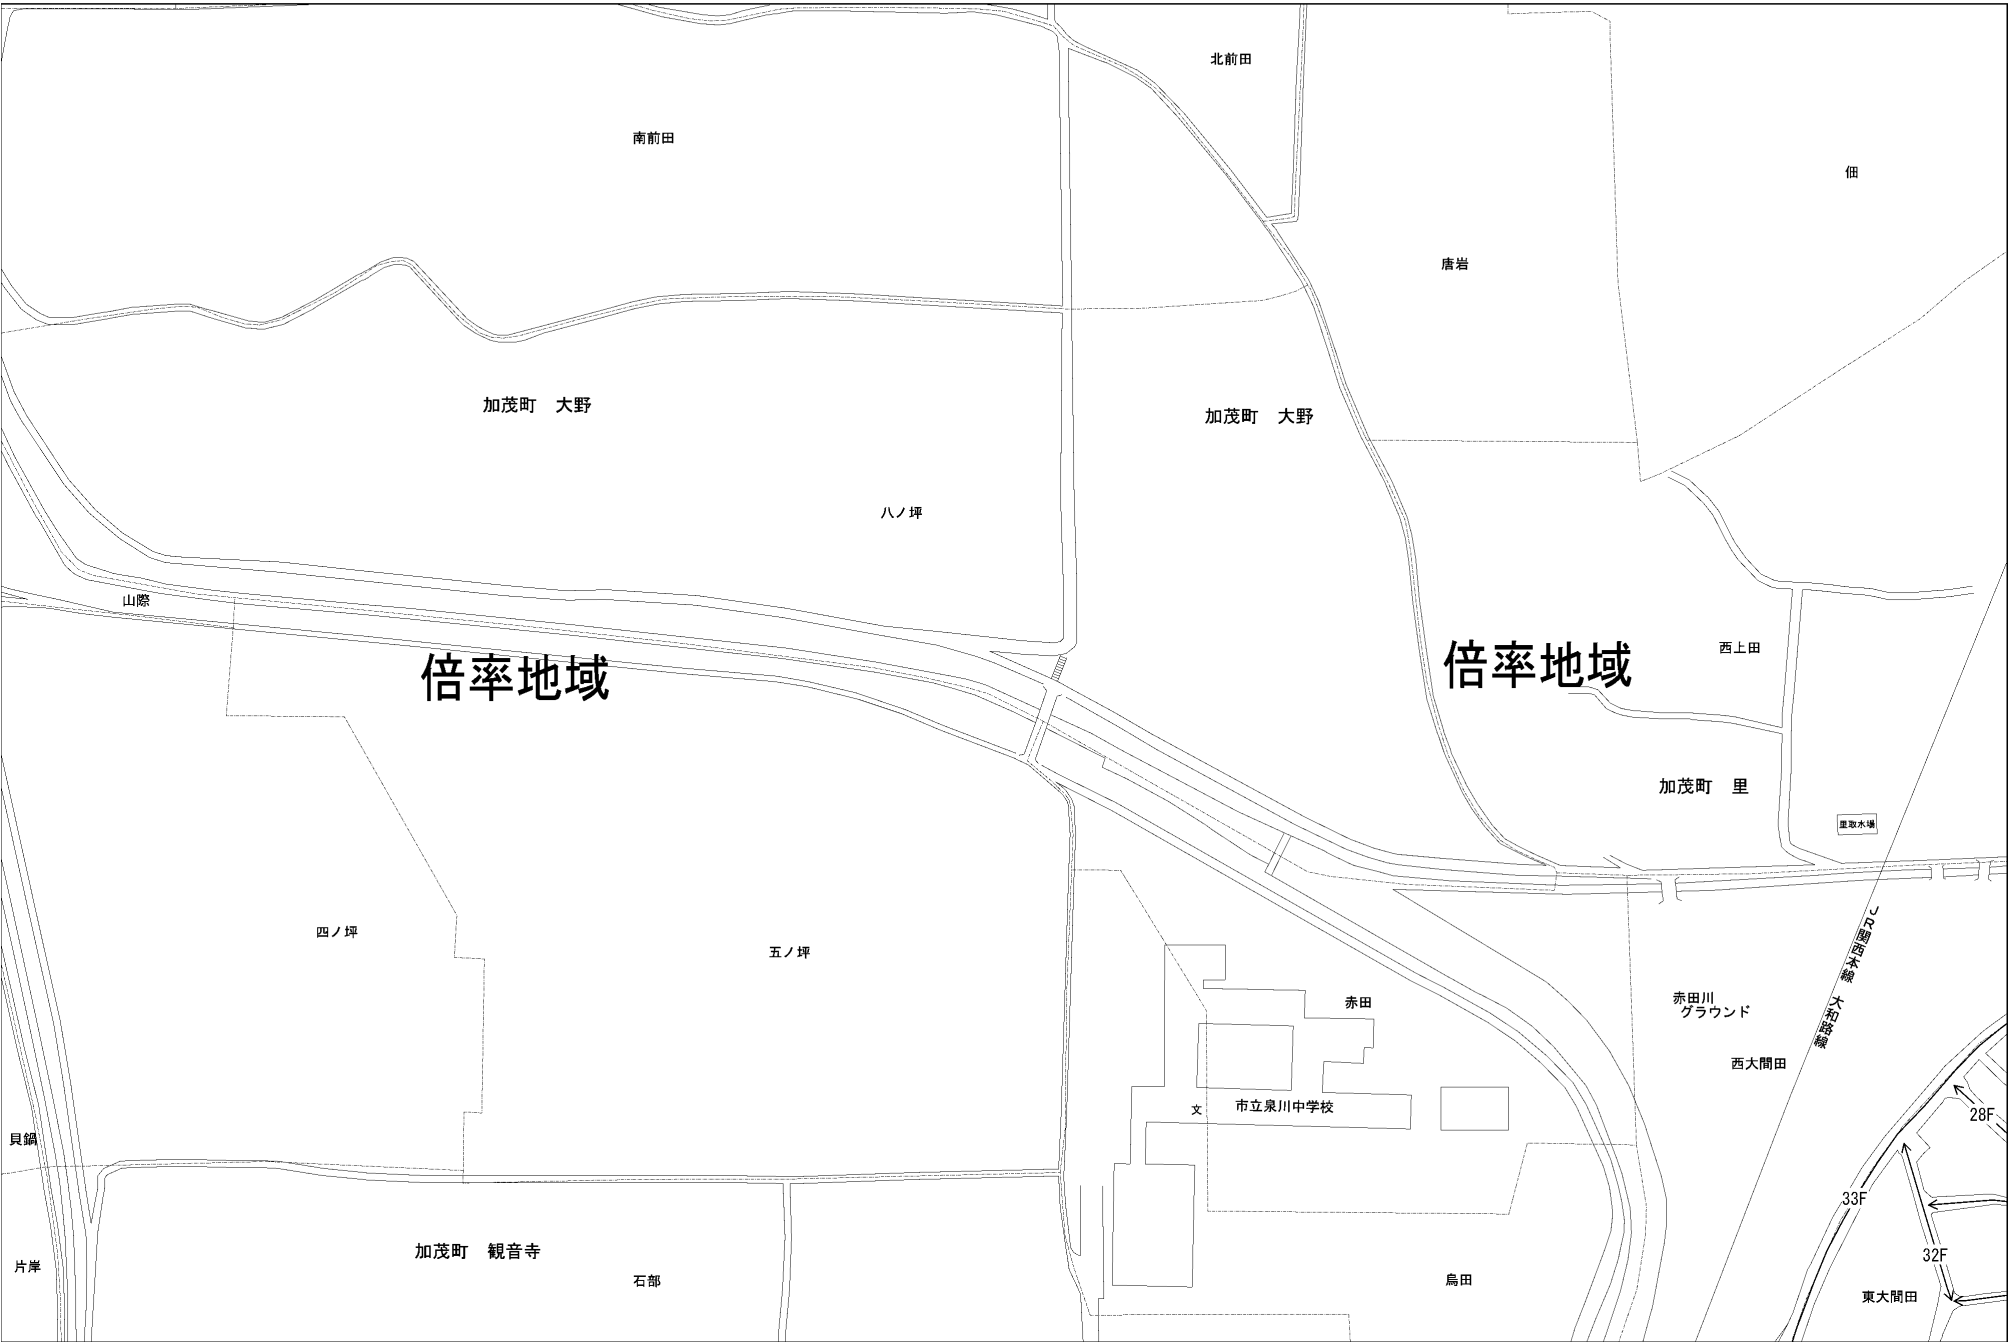 北前田
南前田
佃
唐岩
加茂町　大野
加茂町　大野
八ノ坪
山際
倍率地域
倍率地域
西上田
加茂町　里
里取水場
四ノ坪
五ノ坪
JR関西本線　大和路線
赤田
赤田川
グラウンド
西大間田
文
市立泉川中学校
28F
貝鍋
33F
加茂町　観音寺
32F
片岸
石部
鳥田
東大間田